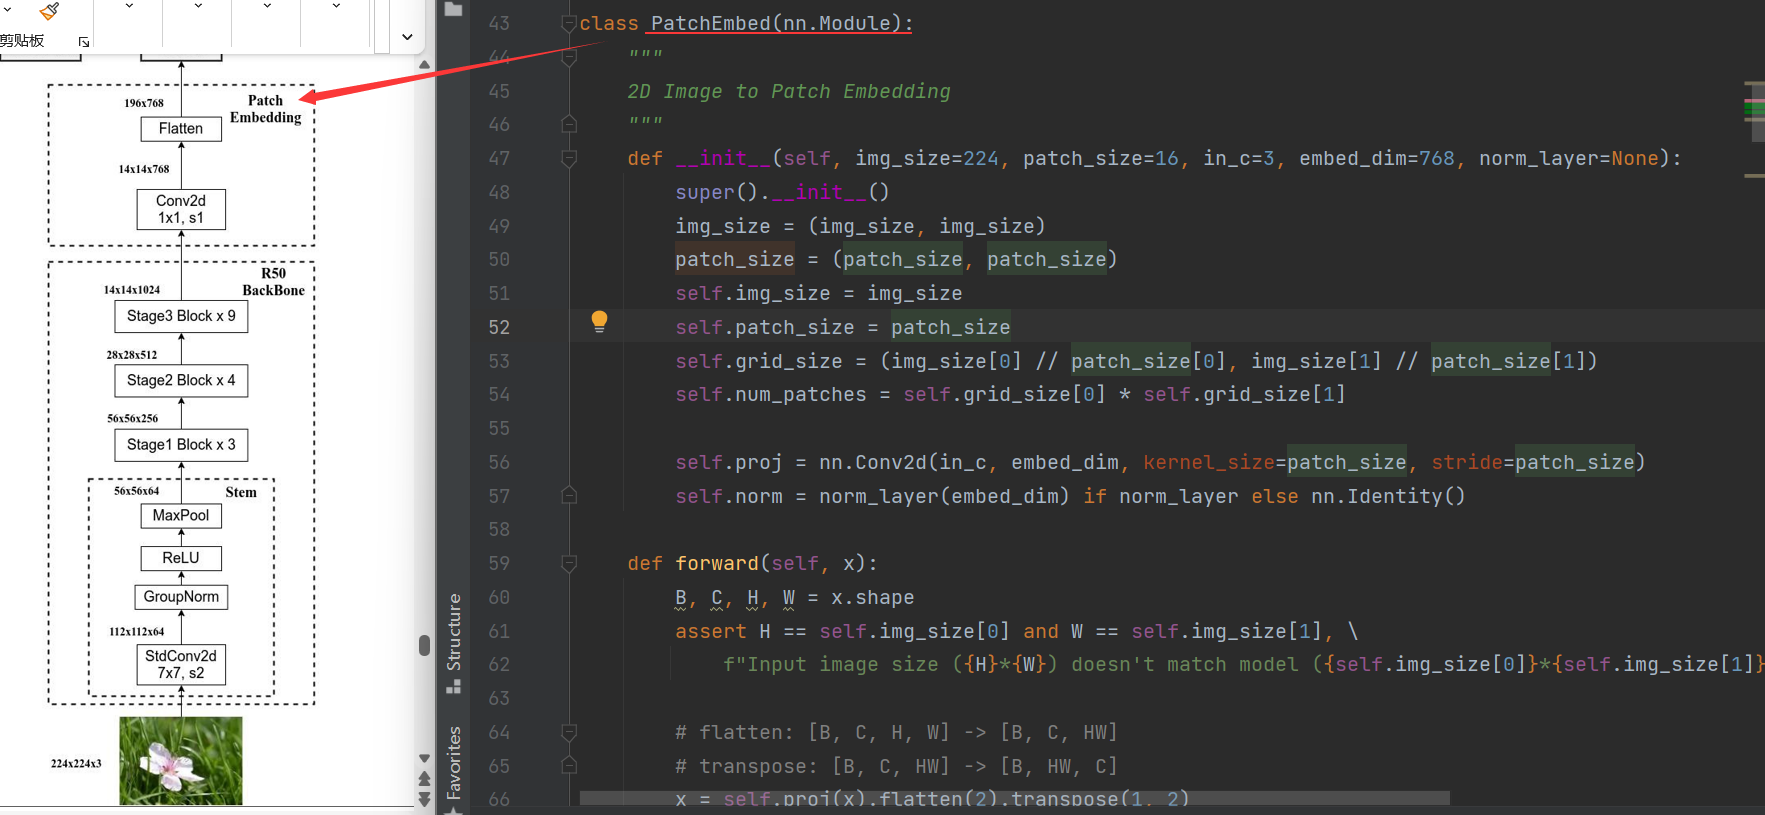 剪贴板
196x768
Patch
Embedding
Flatten
14x14x768
Conv2d
1x1, s1
R50
BackBone
14x14x1024
Stage3 Block x 9
28x28x512
Stage2 Block x 4
56x56x256
Stage1 Block x 3
56x56x64
Stem
MaxPool
ReLU
GroupNorm
112x112x64
StdConv2d
7x7, s2
224x224x3
Structure
Favorites
43 class PatchEmbed(nn.Module):
44 """
45 2D Image to Patch Embedding
46 """
47 def __init__(self, img_size=224, patch_size=16, in_c=3, embed_dim=768, norm_layer=None):
48 super().__init__()
49 img_size = (img_size, img_size)
50 patch_size = (patch_size, patch_size)
51 self.img_size = img_size
52 self.patch_size = patch_size
53 self.grid_size = (img_size[0] // patch_size[0], img_size[1] // patch_size[1])
54 self.num_patches = self.grid_size[0] * self.grid_size[1]
55
56 self.proj = nn.Conv2d(in_c, embed_dim, kernel_size=patch_size, stride=patch_size)
57 self.norm = norm_layer(embed_dim) if norm_layer else nn.Identity()
58
59 def forward(self, x):
60 B, C, H, W = x.shape
61 assert H == self.img_size[0] and W == self.img_size[1], \
62 f"Input image size ({H}*{W}) doesn't match model ({self.img_size[0]}*{self.img_size[1]}
63
64 # flatten: [B, C, H, W] -> [B, C, HW]
65 # transpose: [B, C, HW] -> [B, HW, C]
66 x = self.proj(x).flatten(2).transpose(1, 2)